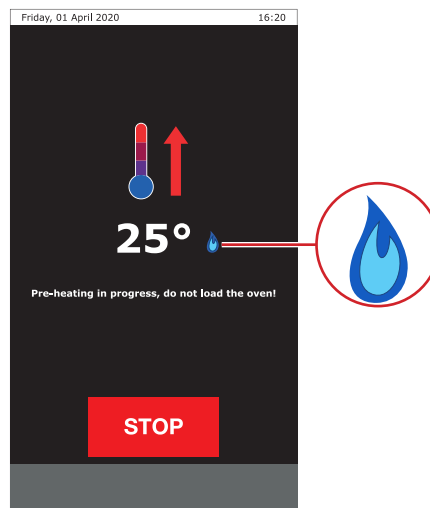 Friday, 01 April 2020 16:20
25°
Pre-heating in progress, do not load the oven!
STOP